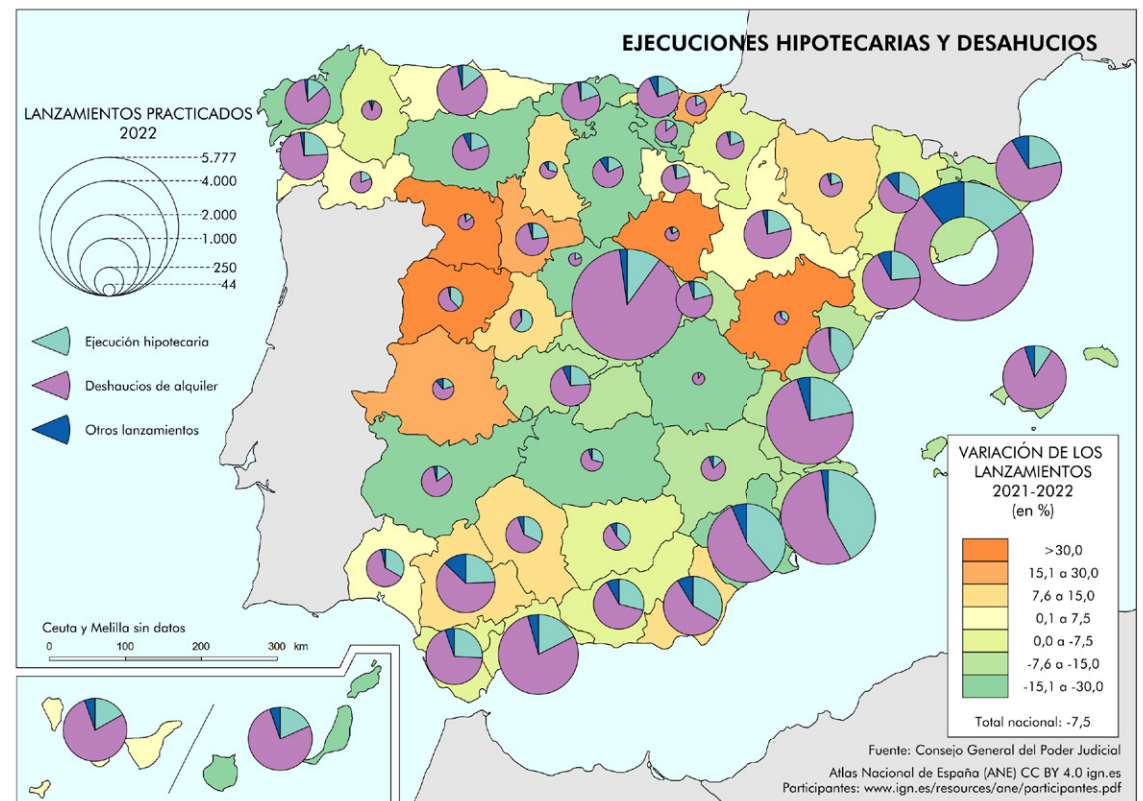 EJECUCIONES HIPOTECARIAS Y DESAHUCIOS
LANZAMIENTOS PRACTICADOS
2022
5.777
4.000
2.000
1.000
250
44
Ejecución hipotecaria
Deshaucios de alquiler
Otros lanzamientos
VARIACIÓN DE LOS
LANZAMIENTOS
2021-2022
(en %)
>30,0
15,1 a 30,0
7,6 a 15,0
0,1 a 7,5
0,0 a -7,5
-7,6 a -15,0
-15,1 a -30,0
Total nacional: -7,5
Ceuta y Melilla sin datos
0 100 200 300 km
Fuente: Consejo General del Poder Judicial
Atlas Nacional de España (ANE) CC BY 4.0 ign.es
Participantes: www.ign.es/resources/ane/participantes.pdf